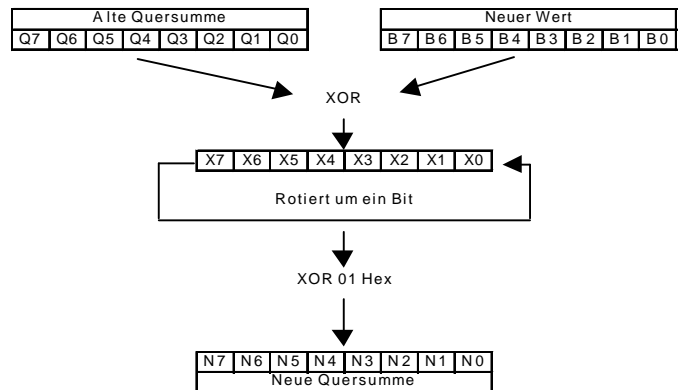 Alte Quersumme
Q7 Q6 Q5 Q4 Q3 Q2 Q1 Q0
Neuer Wert
B7 B6 B5 B4 B3 B2 B1 B0
XOR
X7 X6 X5 X4 X3 X2 X1 X0
Rotiert um ein Bit
XOR 01 Hex
N7 N6 N5 N4 N3 N2 N1 N0
Neue Quersumme